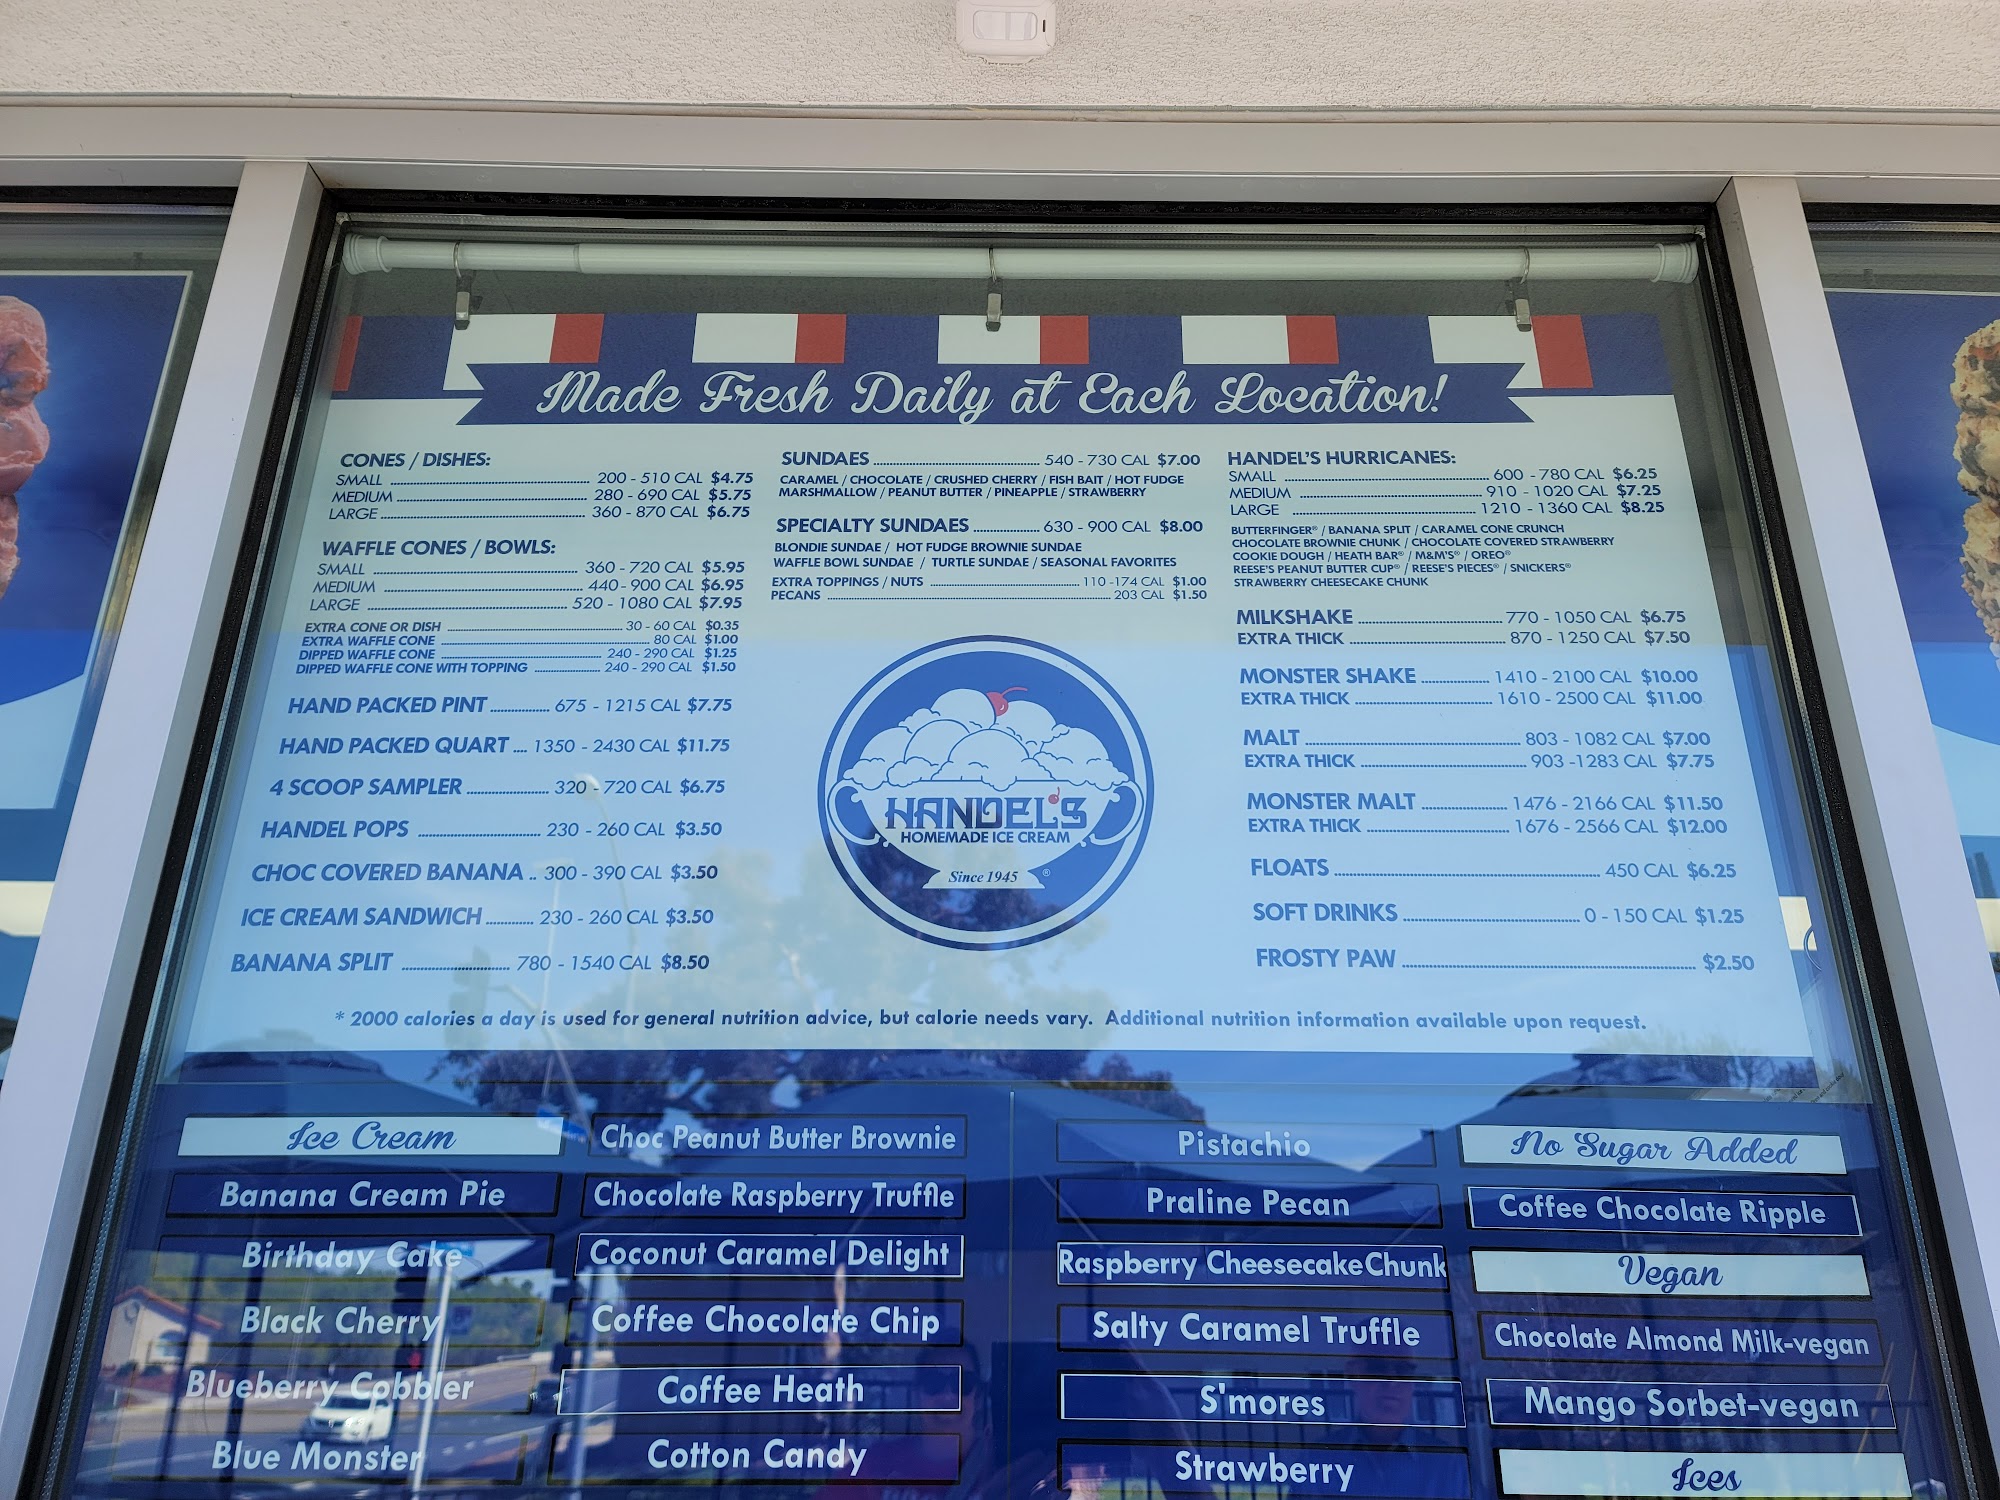 Made Fresh Daily at Each Location!
CONES / DISHES:
SMALL 200 - 510 CAL $4.75
MEDIUM 280 - 690 CAL $5.75
LARGE 360 - 870 CAL $6.75
WAFFLE CONES / BOWLS:
SMALL 360 - 720 CAL $5.95
MEDIUM 440 - 900 CAL $6.95
LARGE 520 - 1080 CAL $7.95
EXTRA CONE OR DISH 30 - 60 CAL $0.35
EXTRA WAFFLE CONE 80 CAL $1.00
DIPPED WAFFLE CONE 240 - 290 CAL $1.25
DIPPED WAFFLE CONE WITH TOPPING 240 - 290 CAL $1.50
HAND PACKED PINT 675 - 1215 CAL $7.75
HAND PACKED QUART 1350 - 2430 CAL $11.75
4 SCOOP SAMPLER 320 - 720 CAL $6.75
HANDEL POPS 230 - 260 CAL $3.50
CHOC COVERED BANANA 300 - 390 CAL $3.50
ICE CREAM SANDWICH 230 - 260 CAL $3.50
BANANA SPLIT 780 - 1540 CAL $8.50
SUNDAES 540 - 730 CAL $7.00
CARAMEL / CHOCOLATE / CRUSHED CHERRY / FISH BAIT / HOT FUDGE
MARSHMALLOW / PEANUT BUTTER / PINEAPPLE / STRAWBERRY
SPECIALTY SUNDAES 630 - 900 CAL $8.00
BLONDIE SUNDAE / HOT FUDGE BROWNIE SUNDAE
WAFFLE BOWL SUNDAE / TURTLE SUNDAE / SEASONAL FAVORITES
EXTRA TOPPINGS / NUTS 110 -174 CAL $1.00
PECANS 203 CAL $1.50
HANDEL'S
HOMEMADE ICE CREAM
Since 1945 ®
HANDEL'S HURRICANES:
SMALL 600 - 780 CAL $6.25
MEDIUM 910 - 1020 CAL $7.25
LARGE 1210 - 1360 CAL $8.25
BUTTERFINGER® / BANANA SPLIT / CARAMEL CONE CRUNCH
CHOCOLATE BROWNIE CHUNK / CHOCOLATE COVERED STRAWBERRY
COOKIE DOUGH / HEATH BAR® / M&M'S® / OREO®
REESE'S PEANUT BUTTER CUP® / REESE'S PIECES® / SNICKERS®
STRAWBERRY CHEESECAKE CHUNK
MILKSHAKE 770 - 1050 CAL $6.75
EXTRA THICK 870 - 1250 CAL $7.50
MONSTER SHAKE 1410 - 2100 CAL $10.00
EXTRA THICK 1610 - 2500 CAL $11.00
MALT 803 - 1082 CAL $7.00
EXTRA THICK 903 -1283 CAL $7.75
MONSTER MALT 1476 - 2166 CAL $11.50
EXTRA THICK 1676 - 2566 CAL $12.00
FLOATS 450 CAL $6.25
SOFT DRINKS 0 - 150 CAL $1.25
FROSTY PAW $2.50
* 2000 calories a day is used for general nutrition advice, but calorie needs vary. Additional nutrition information available upon request.
Ice Cream
Banana Cream Pie
Birthday Cake
Black Cherry
Blueberry Cobbler
Blue Monster
Choc Peanut Butter Brownie
Chocolate Raspberry Truffle
Coconut Caramel Delight
Coffee Chocolate Chip
Coffee Heath
Cotton Candy
Pistachio
Praline Pecan
Raspberry Cheesecake Chunk
Salty Caramel Truffle
S'mores
Strawberry
No Sugar Added
Coffee Chocolate Ripple
Vegan
Chocolate Almond Milk-vegan
Mango Sorbet-vegan
Ices